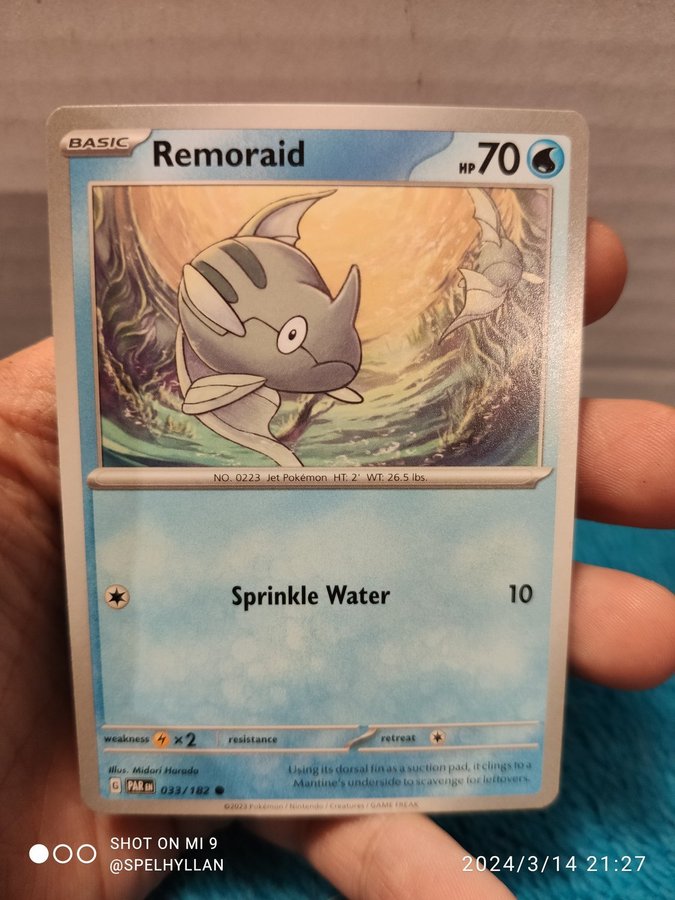 BASIC Remoraid HP 70
NO. 0223 Jet Pokémon HT: 2' WT: 26.5 lbs.
Sprinkle Water 10
weakness ×2 resistance retreat
Illus. Midori Harada
Using its dorsal fin as a suction pad, it clings to a
Mantine's underside to scavenge for leftovers.
G PAR EN 033/182
©2023 Pokémon / Nintendo / Creatures / GAME FREAK
SHOT ON MI 9
@SPELHYLLAN
2024/3/14 21:27